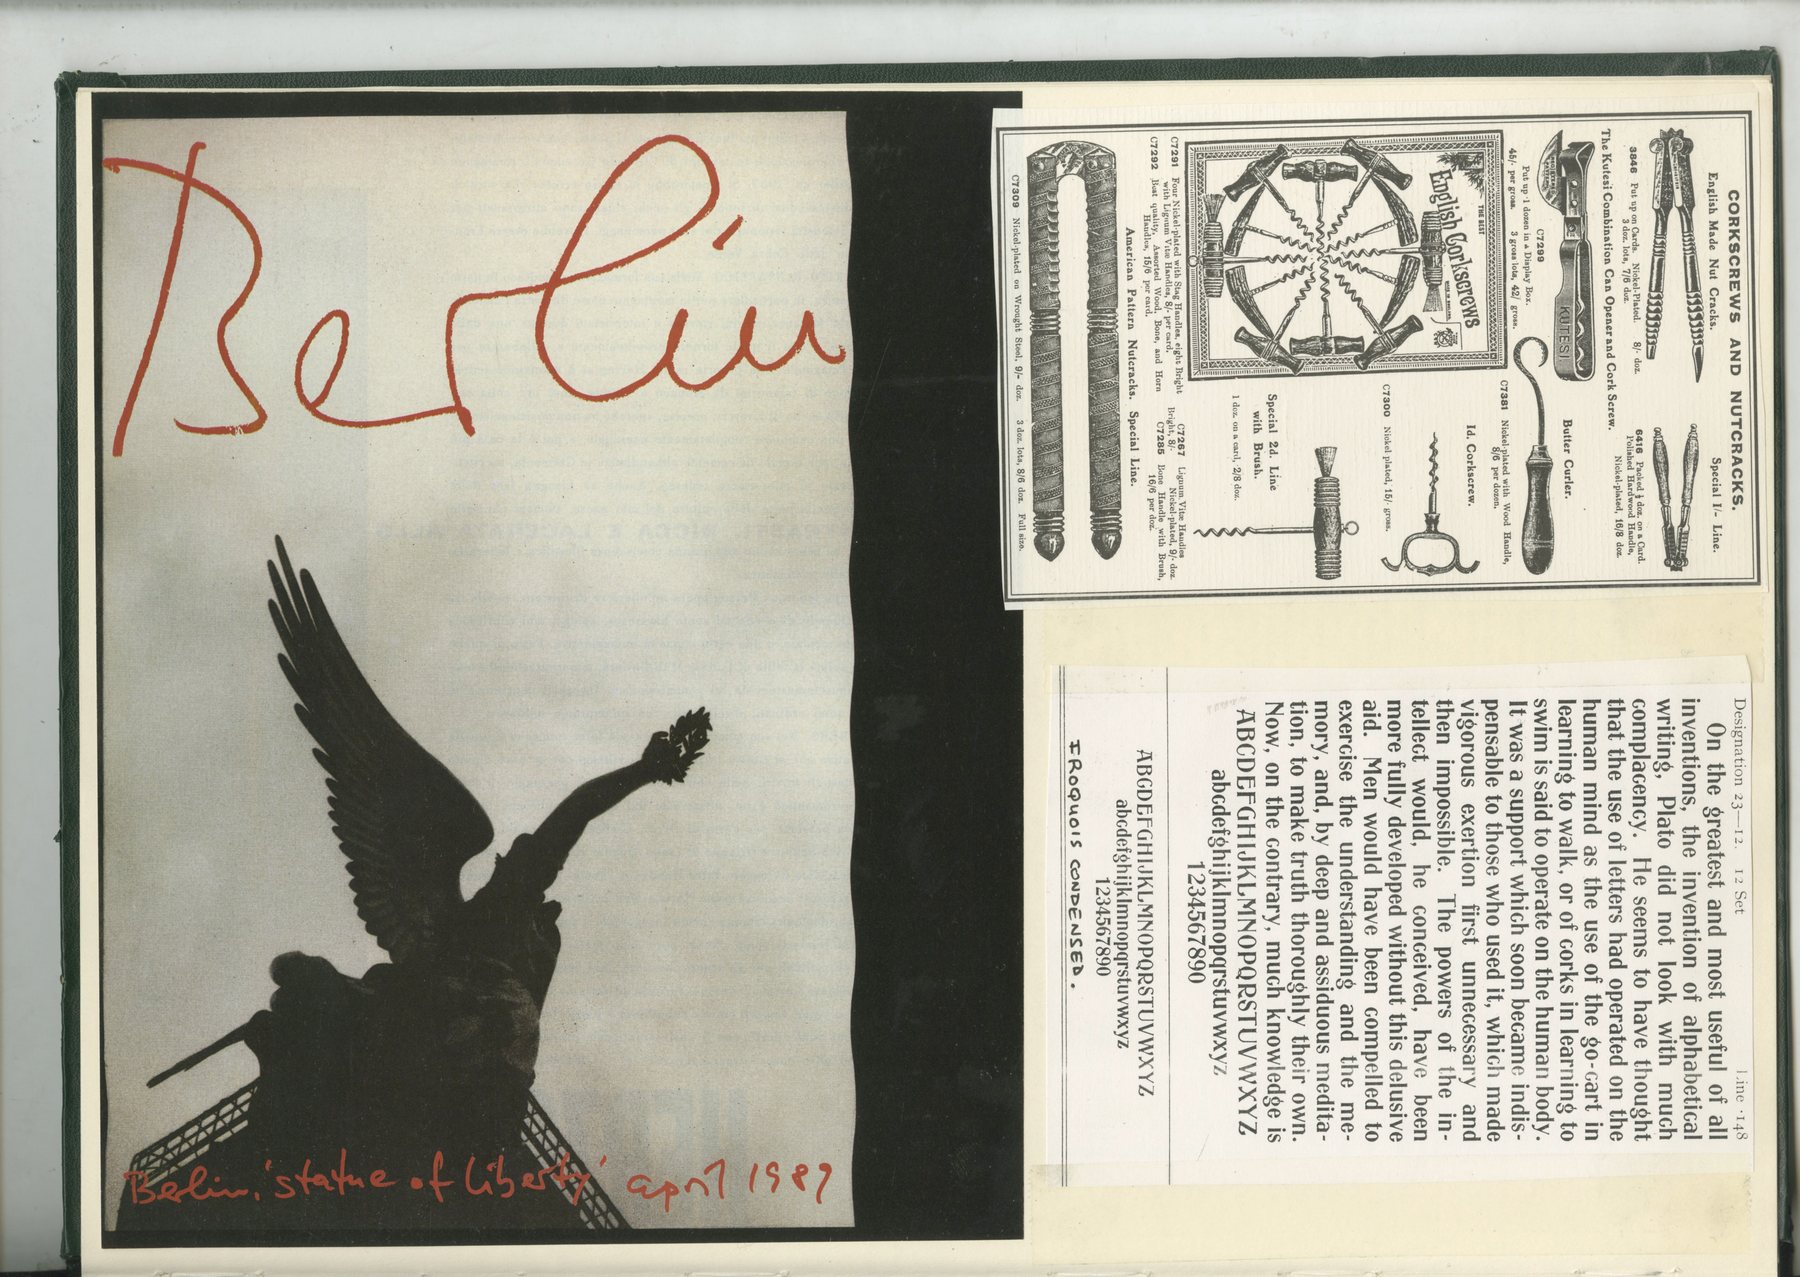 Berlin
Berlin, 'statue of liberty' april 1989
CORKSCREWS AND NUTCRACKS.
English Made Nut Cracks.
3846 Put up on Cards. Nickel-Plated. 8/- doz.
3 doz. lots, 7/6 doz.
Special 1/- Line.
6416 Packed ½ doz. on a Card.
Polished Hardwood Handle,
Nickel-plated, 16/8 doz.
The Kutesi Combination Can Opener and Cork Screw.
KUTESI
C7299
Put up 1 dozen in a Display Box.
45/- per gross. 3 gross lots, 42/ gross.
Butter Curler.
C7381 Nickel-plated with Wood Handle,
8/6 per dozen.
THE BEST
English Corkscrews
Id. Corkscrew.
C7300 Nickel plated, 15/- gross.
Special 2d. Line
with Brush.
1 doz. on a card, 2/8 doz.
C7291 Four Nickel-plated with Stag Handles, eight Bright
with Lignum Vitæ Handles, 8/- per card.
C7292 Best quality, Assorted Wood, Bone, and Horn
Handles, 15/6 per card.
C7267 Lignum Vitæ Handles
Nickel-plated, 9/- doz.
Bright, 8/-
C7285 Bone Handle with Brush,
16/6 per doz.
American Pattern Nutcracks. Special Line.
C7309 Nickel-plated on Wrought Steel, 9/- doz. 3 doz. lots, 8/6 doz. Full size.
Designation 23—12. 12 Set Line ·148
On the greatest and most useful of all
inventions, the invention of alphabetical
writing, Plato did not look with much
complacency. He seems to have thought
that the use of letters had operated on the
human mind as the use of the go-cart in
learning to walk, or of corks in learning to
swim is said to operate on the human body.
It was a support which soon became indis-
pensable to those who used it, which made
vigorous exertion first unnecessary and
then impossible. The powers of the in-
tellect would, he conceived, have been
more fully developed without this delusive
aid. Men would have been compelled to
exercise the understanding and the me-
mory, and, by deep and assiduous medita-
tion, to make truth thoroughly their own.
Now, on the contrary, much knowledge is
ABCDEFGHIJKLMNOPQRSTUVWXYZ
abcdefghijklmnopqrstuvwxyz
1234567890
ABCDEFGHIJKLMNOPQRSTUVWXYZ
abcdefghijklmnopqrstuvwxyz
1234567890
IROQUOIS CONDENSED.